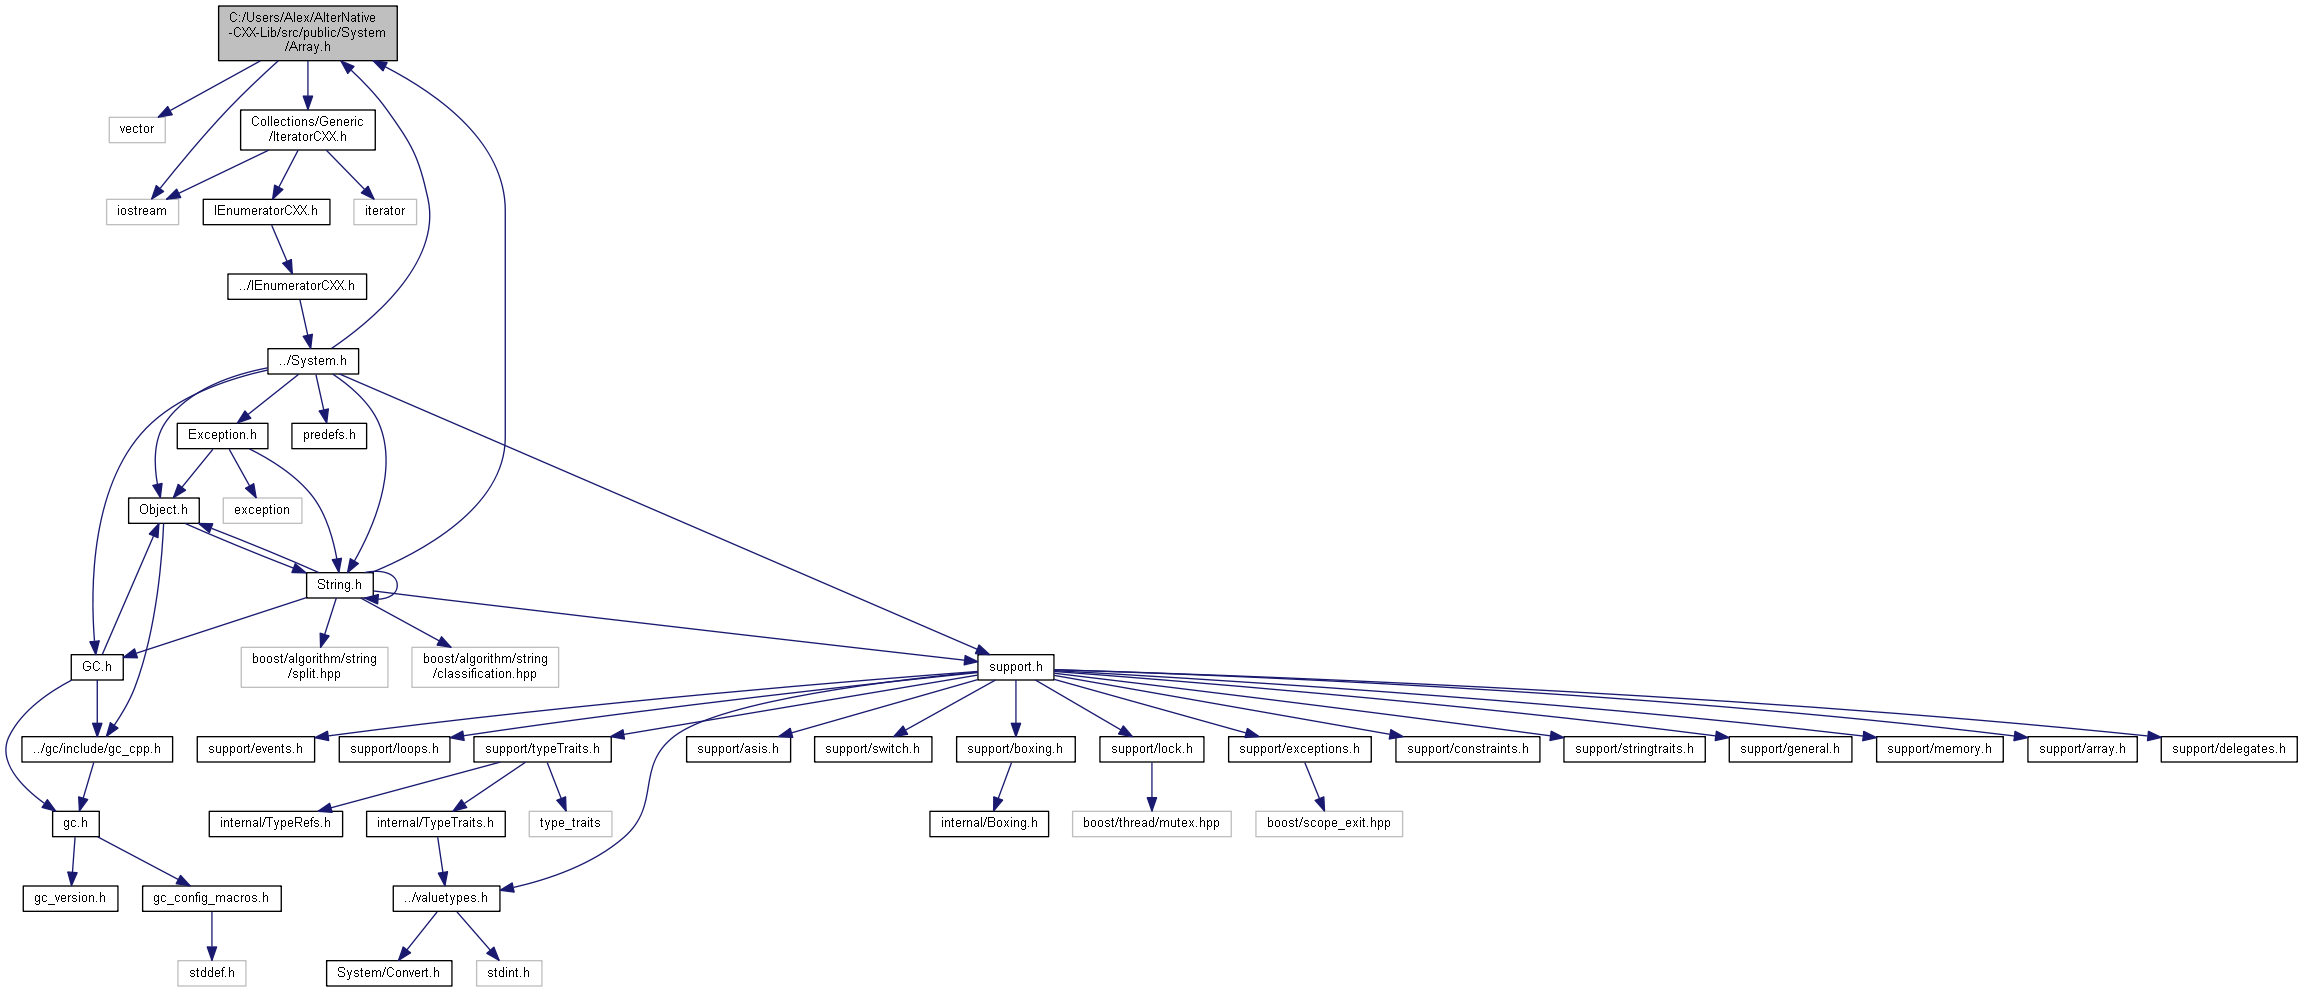 C:/Users/Alex/AlterNative
-CXX-Lib/src/public/System
/Array.h
vector
Collections/Generic
/IteratorCXX.h
iostream
IEnumeratorCXX.h
iterator
../IEnumeratorCXX.h
../System.h
Exception.h
predefs.h
Object.h
exception
String.h
GC.h
boost/algorithm/string
/split.hpp
boost/algorithm/string
/classification.hpp
support.h
../gc/include/gc_cpp.h
support/events.h
support/loops.h
support/typeTraits.h
support/asis.h
support/switch.h
support/boxing.h
support/lock.h
support/exceptions.h
support/constraints.h
support/stringtraits.h
support/general.h
support/memory.h
support/array.h
support/delegates.h
gc.h
internal/TypeRefs.h
internal/TypeTraits.h
type_traits
internal/Boxing.h
boost/thread/mutex.hpp
boost/scope_exit.hpp
gc_version.h
gc_config_macros.h
../valuetypes.h
stddef.h
System/Convert.h
stdint.h